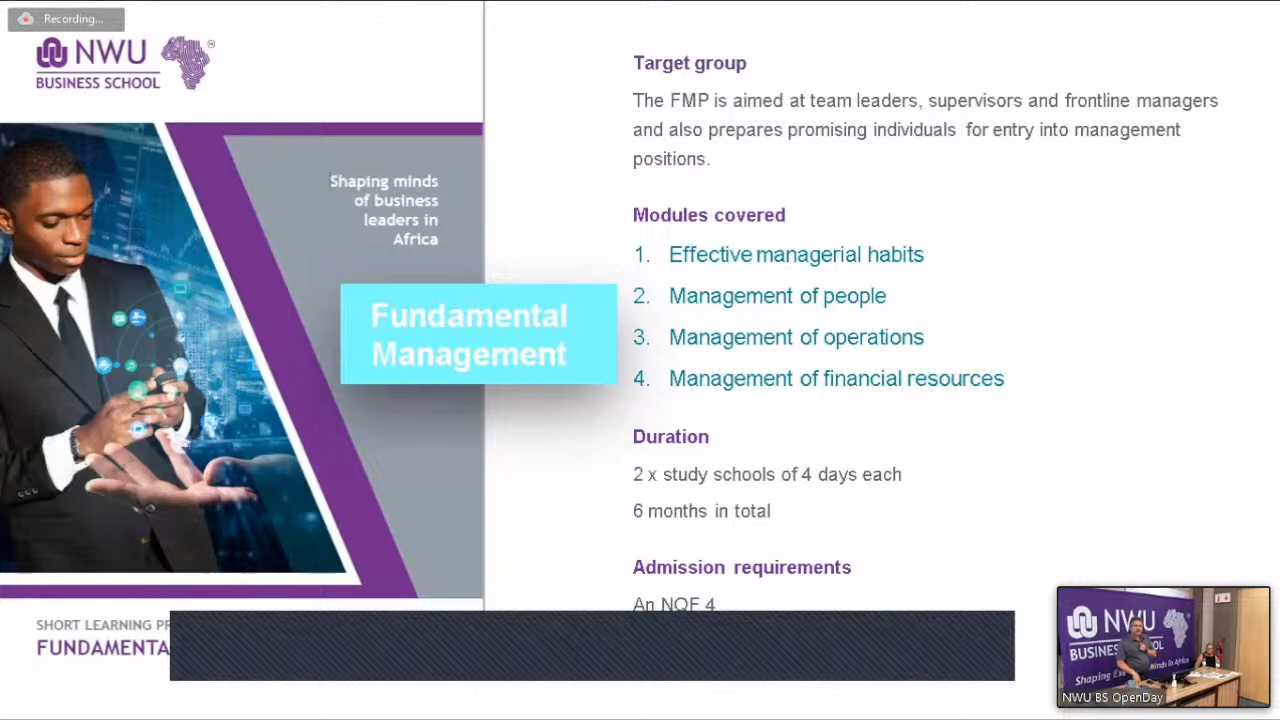 Recording...
NWU
BUSINESS SCHOOL
Shaping minds
of business
leaders in
Africa
Fundamental
Management
SHORT LEARNING
FUNDAMENTA
Target group
The FMP is aimed at team leaders, supervisors and frontline managers
and also prepares promising individuals for entry into management
positions.
Modules covered
1. Effective managerial habits
2. Management of people
3. Management of operations
4. Management of financial resources
Duration
2 x study schools of 4 days each
6 months in total
Admission requirements
An NQF 4
NWU
BUSINESS
Shaping
Minds in Africa
NWU BS OpenDay